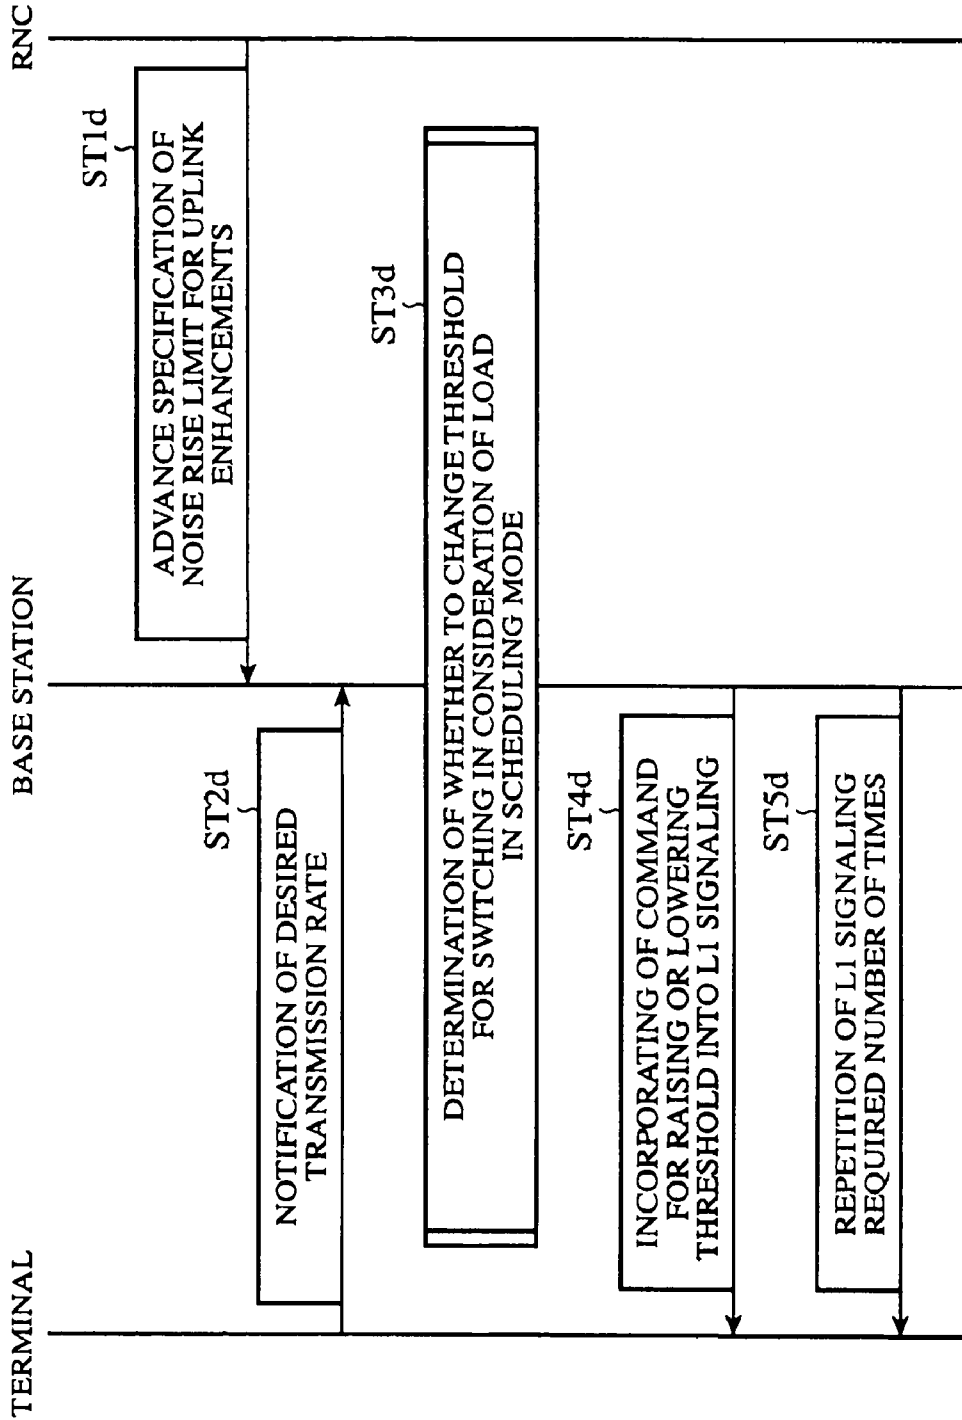 TERMINAL
BASE STATION
RNC
ST1d
ADVANCE SPECIFICATION OF
NOISE RISE LIMIT FOR UPLINK
ENHANCEMENTS
ST2d
NOTIFICATION OF DESIRED
TRANSMISSION RATE
ST3d
DETERMINATION OF WHETHER TO CHANGE THRESHOLD
FOR SWITCHING IN CONSIDERATION OF LOAD
IN SCHEDULING MODE
ST4d
INCORPORATING OF COMMAND
FOR RAISING OR LOWERING
THRESHOLD INTO L1 SIGNALING
ST5d
REPETITION OF L1 SIGNALING
REQUIRED NUMBER OF TIMES